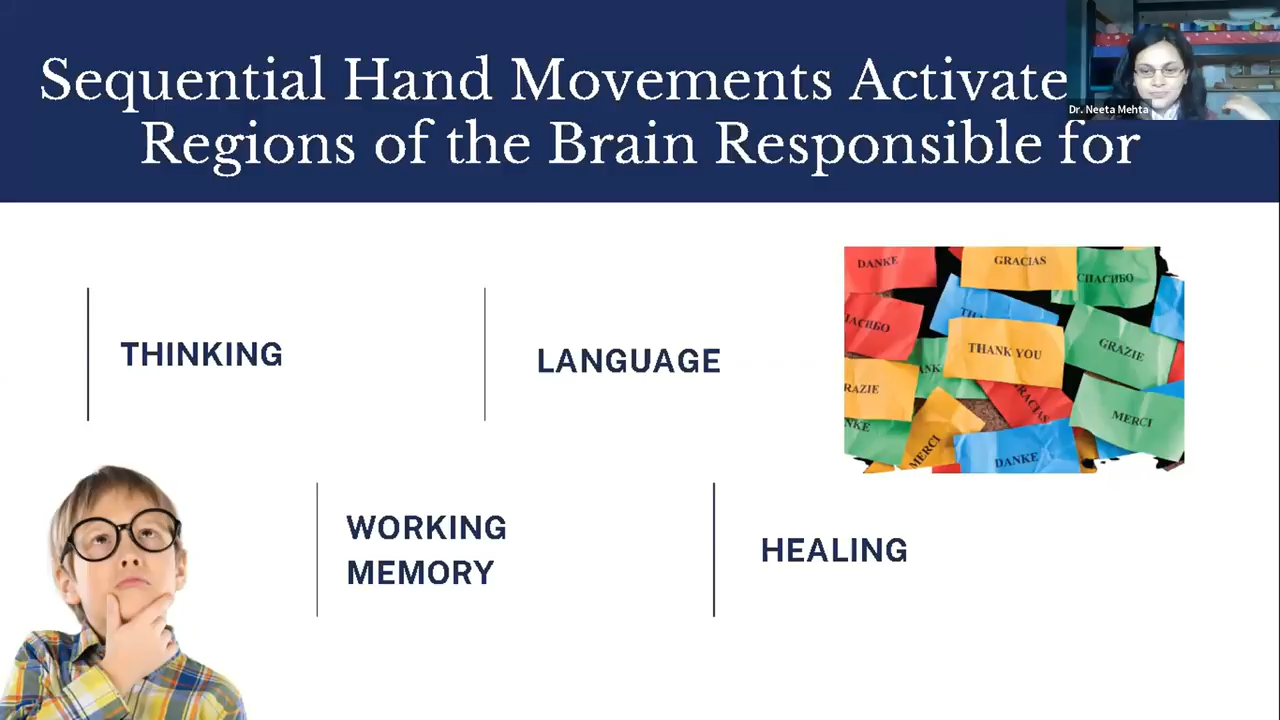 Sequential Hand Movements Activate
Regions of the Brain Responsible for
Dr. Neeta Mehta
THINKING
LANGUAGE
DANKE
GRACIAS
СПАСИБО
THANK YOU
GRAZIE
GRACIAS
MERCI
MERCI
DANKE
WORKING
MEMORY
HEALING